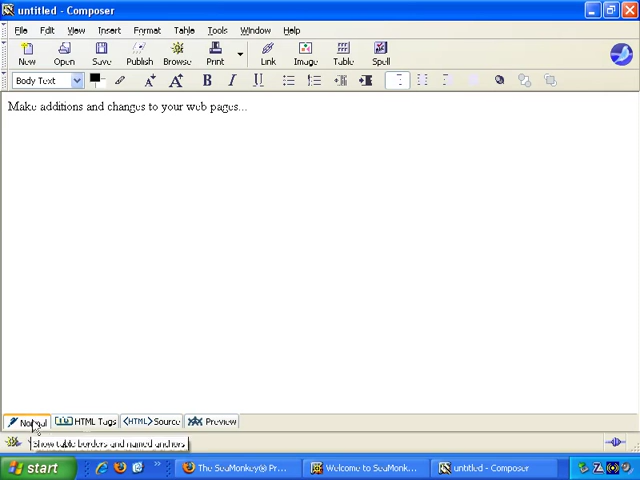 untitled - Composer
File Edit View Insert Format Table Tools Window Help
New Open Save Publish Browse Print Link Image Table Spell
Body Text B I U
Make additions and changes to your web pages...
Normal HTML Tags <HTML> Source Preview
Show table borders and named anchors
start The SeaMonkey® Pr... Welcome to SeaMonk... untitled - Composer